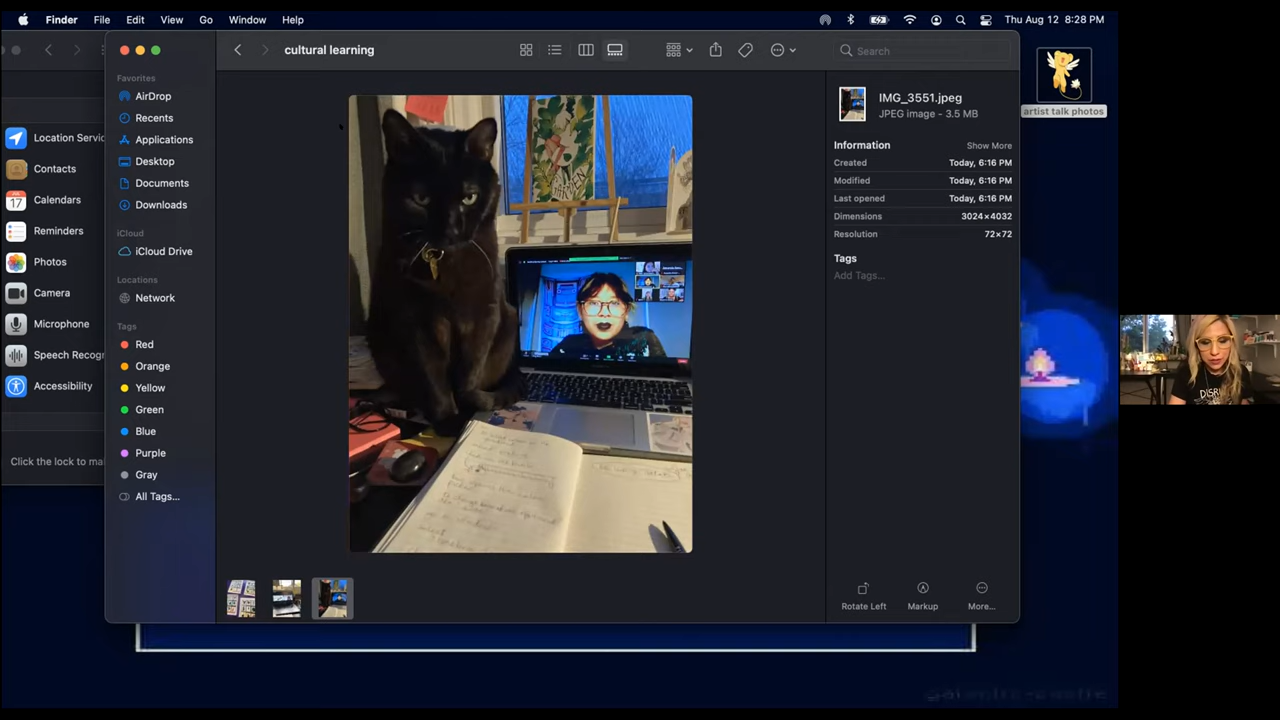 Finder File Edit View Go Window Help
Thu Aug 12 8:28 PM
cultural learning
Search
Favorites
AirDrop
Recents
Applications
Desktop
Documents
Downloads
iCloud
iCloud Drive
Locations
Network
Tags
Red
Orange
Yellow
Green
Blue
Purple
Gray
All Tags...
Location Servic
Contacts
17
Calendars
Reminders
Photos
Camera
Microphone
Speech Recog
Accessibility
Click the lock to mal
GARDEN
IMG_3551.jpeg
JPEG image - 3.5 MB
Information Show More
Created Today, 6:16 PM
Modified Today, 6:16 PM
Last opened Today, 6:16 PM
Dimensions 3024×4032
Resolution 72×72
Tags
Add Tags...
Rotate Left Markup More...
artist talk photos